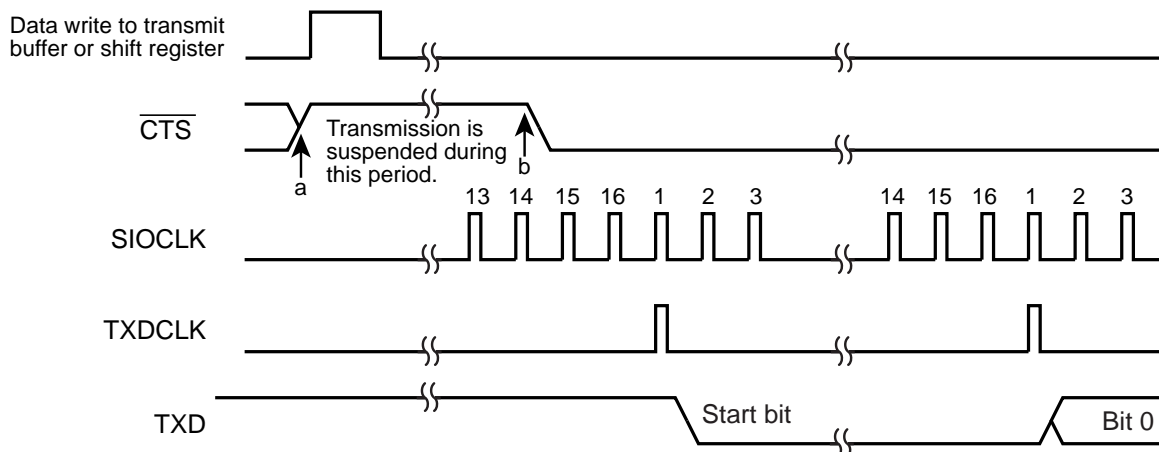 Data write to transmit
buffer or shift register
CTS
Transmission is
suspended during
this period.
a
b
13 14 15 16 1 2 3 14 15 16 1 2 3
SIOCLK
TXDCLK
TXD
Start bit
Bit 0